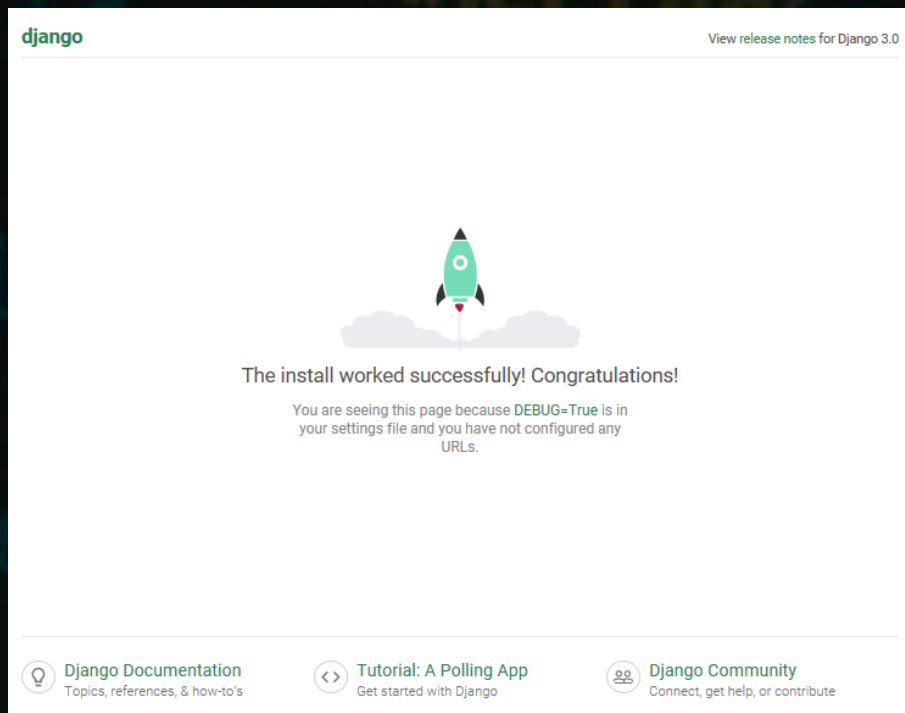 django
View release notes for Django 3.0
The install worked successfully! Congratulations!
You are seeing this page because DEBUG=True is in
your settings file and you have not configured any
URLs.
Django Documentation
Topics, references, & how-to's
Tutorial: A Polling App
Get started with Django
Django Community
Connect, get help, or contribute